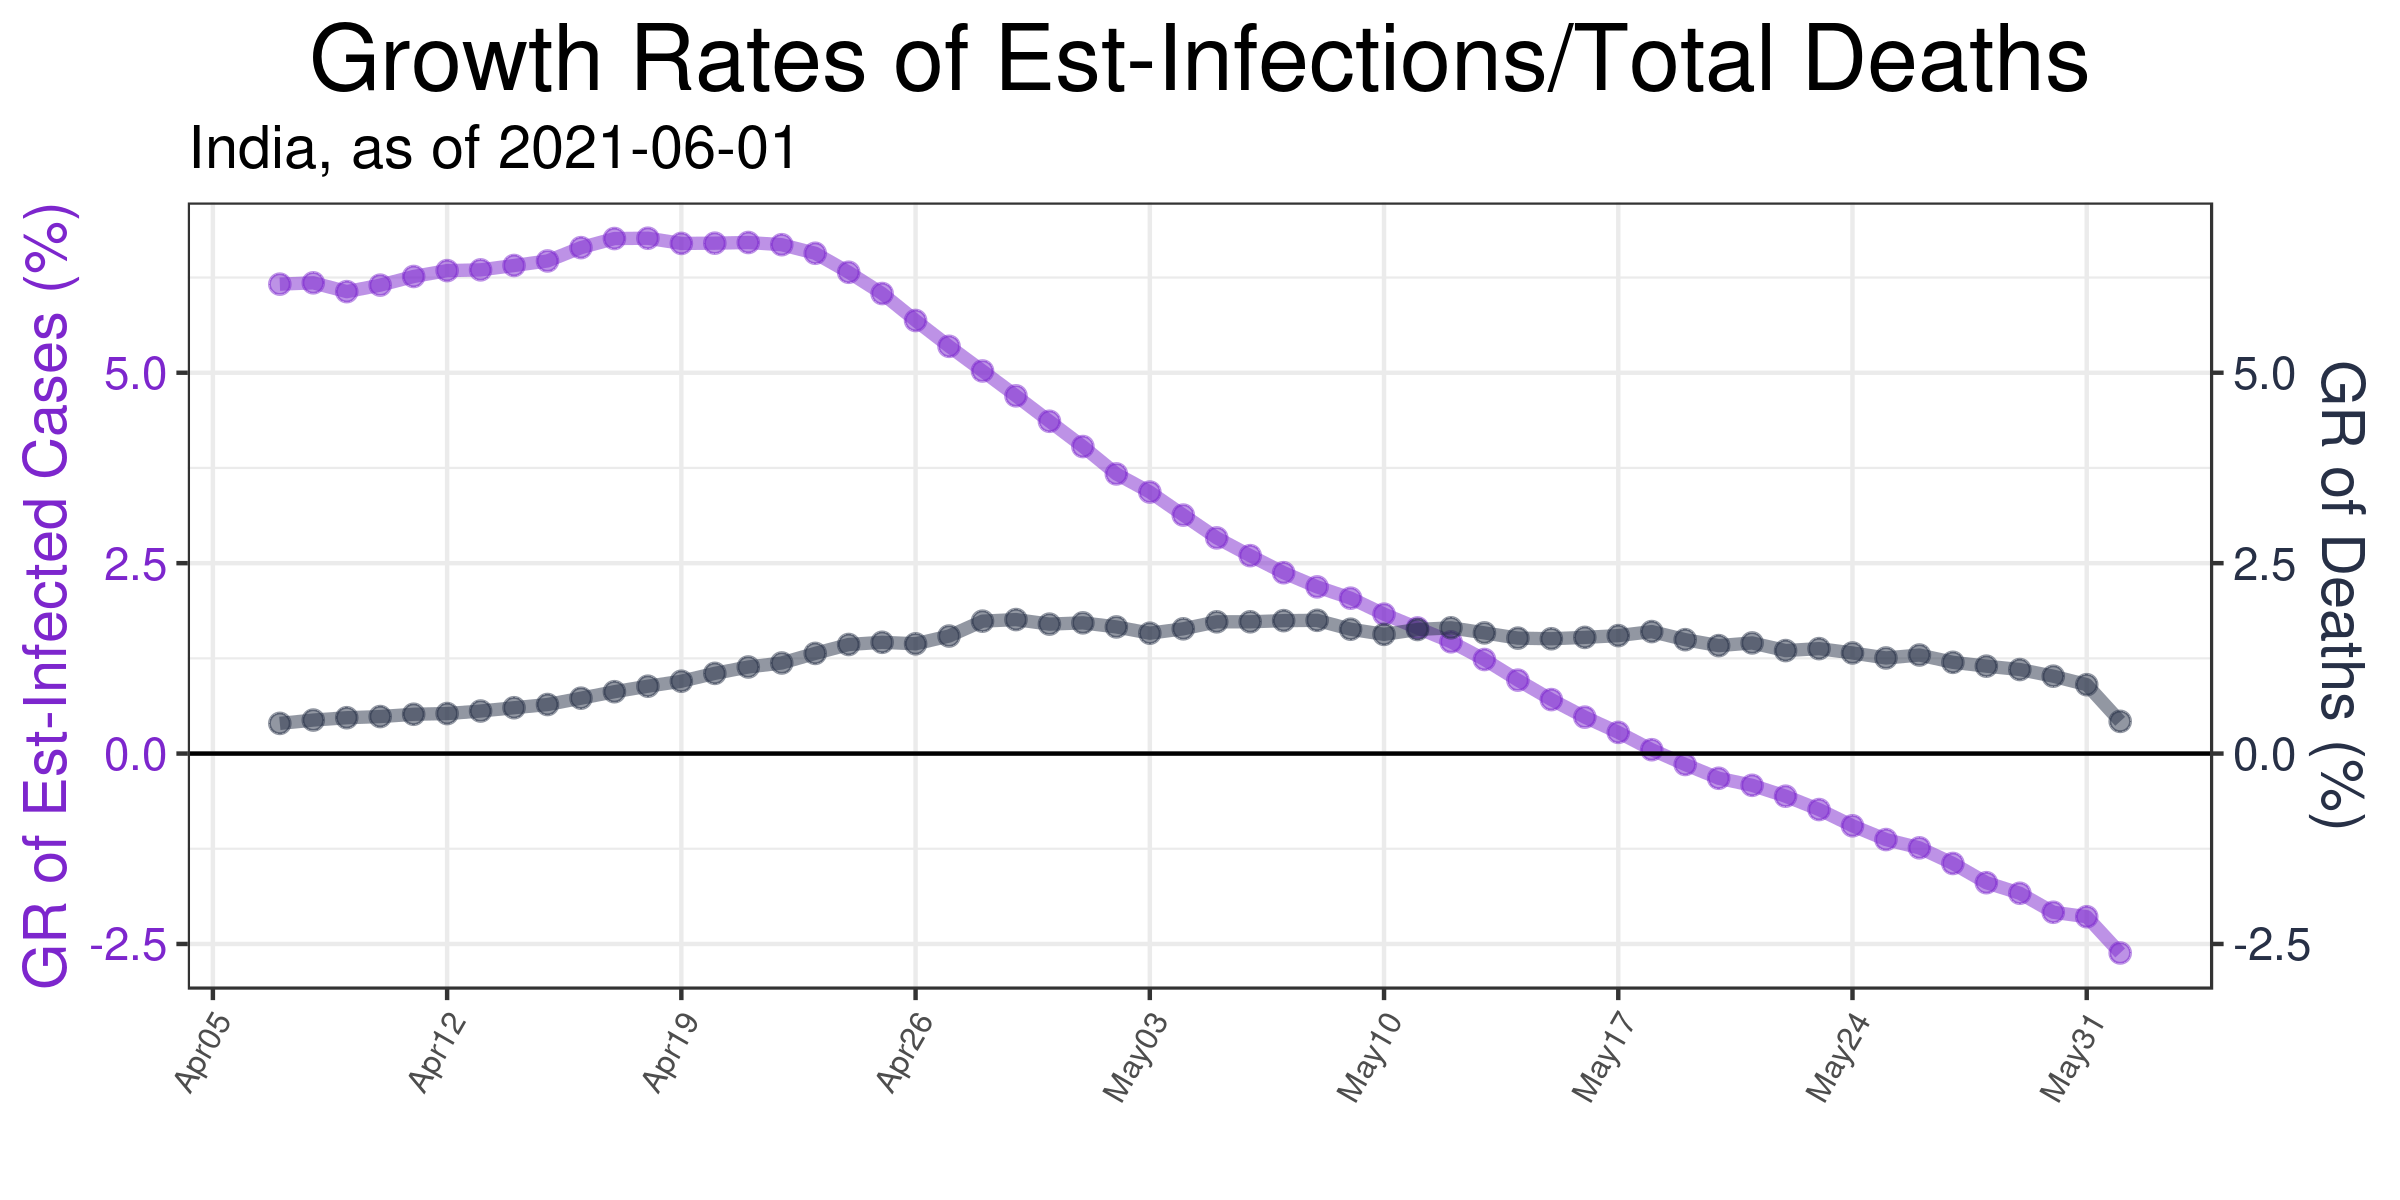 Growth Rates of Est-Infections/Total Deaths
India, as of 2021-06-01
GR of Est-Infected Cases (%)
5.0
2.5
0.0
-2.5
5.0
2.5
0.0
-2.5
GR of Deaths (%)
Apr05
Apr12
Apr19
Apr26
May03
May10
May17
May24
May31